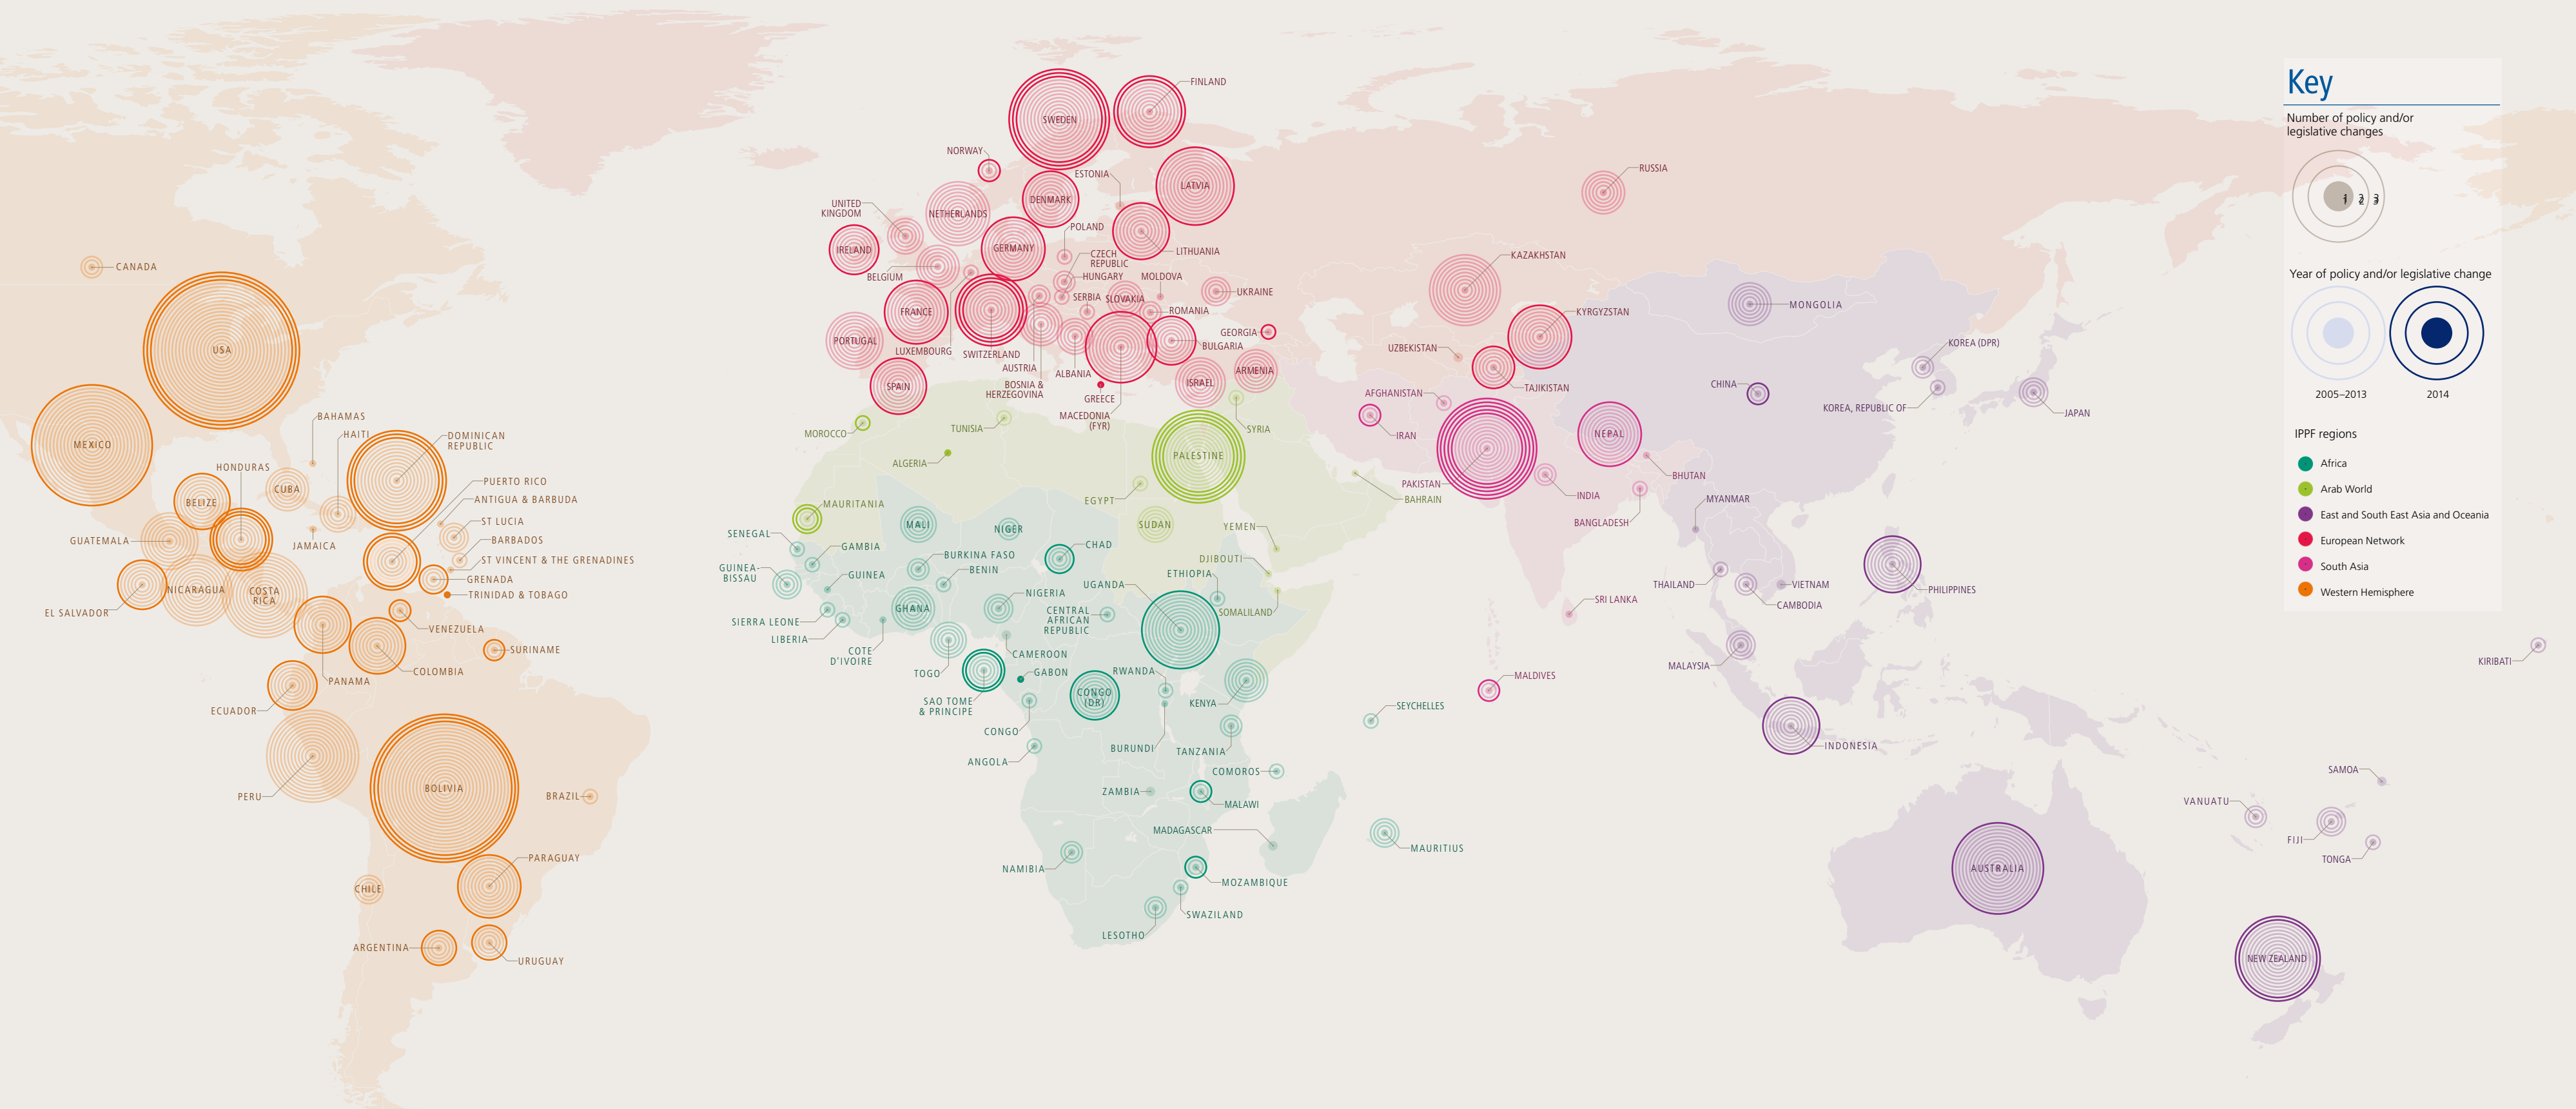 Key
Number of policy and/or
legislative changes
1 2 3
Year of policy and/or legislative change
2005–2013
2014
IPPF regions
Africa
Arab World
East and South East Asia and Oceania
European Network
South Asia
Western Hemisphere
CANADA
USA
MEXICO
BAHAMAS
HAITI
DOMINICAN
REPUBLIC
HONDURAS
CUBA
BELIZE
PUERTO RICO
ANTIGUA & BARBUDA
ST LUCIA
GUATEMALA
JAMAICA
BARBADOS
ST VINCENT & THE GRENADINES
GRENADA
NICARAGUA
COSTA
RICA
TRINIDAD & TOBAGO
EL SALVADOR
VENEZUELA
SURINAME
COLOMBIA
PANAMA
ECUADOR
PERU
BOLIVIA
BRAZIL
PARAGUAY
CHILE
ARGENTINA
URUGUAY
FINLAND
SWEDEN
NORWAY
ESTONIA
LATVIA
RUSSIA
UNITED
KINGDOM
NETHERLANDS
DENMARK
POLAND
IRELAND
GERMANY
LITHUANIA
CZECH
REPUBLIC
BELGIUM
HUNGARY
MOLDOVA
UKRAINE
SERBIA
SLOVAKIA
FRANCE
ROMANIA
PORTUGAL
GEORGIA
LUXEMBOURG
SWITZERLAND
BULGARIA
AUSTRIA
ALBANIA
ARMENIA
SPAIN
BOSNIA &
HERZEGOVINA
ISRAEL
GREECE
MACEDONIA
(FYR)
KAZAKHSTAN
KYRGYZSTAN
UZBEKISTAN
TAJIKISTAN
MONGOLIA
KOREA (DPR)
CHINA
KOREA, REPUBLIC OF
JAPAN
AFGHANISTAN
IRAN
NEPAL
PAKISTAN
INDIA
BHUTAN
BANGLADESH
MYANMAR
SRI LANKA
MALDIVES
THAILAND
VIETNAM
CAMBODIA
PHILIPPINES
MALAYSIA
INDONESIA
KIRIBATI
SAMOA
VANUATU
FIJI
TONGA
AUSTRALIA
NEW ZEALAND
MOROCCO
TUNISIA
SYRIA
ALGERIA
PALESTINE
EGYPT
BAHRAIN
MAURITANIA
SUDAN
YEMEN
DJIBOUTI
SOMALILAND
MALI
NIGER
SENEGAL
GAMBIA
CHAD
BURKINA FASO
GUINEA-
BISSAU
GUINEA
BENIN
ETHIOPIA
UGANDA
NIGERIA
GHANA
CENTRAL
AFRICAN
REPUBLIC
SIERRA LEONE
LIBERIA
COTE
D'IVOIRE
CAMEROON
TOGO
GABON
RWANDA
SAO TOME
& PRINCIPE
CONGO
(DR)
KENYA
SEYCHELLES
CONGO
BURUNDI
TANZANIA
ANGOLA
COMOROS
ZAMBIA
MALAWI
MADAGASCAR
MAURITIUS
NAMIBIA
MOZAMBIQUE
SWAZILAND
LESOTHO